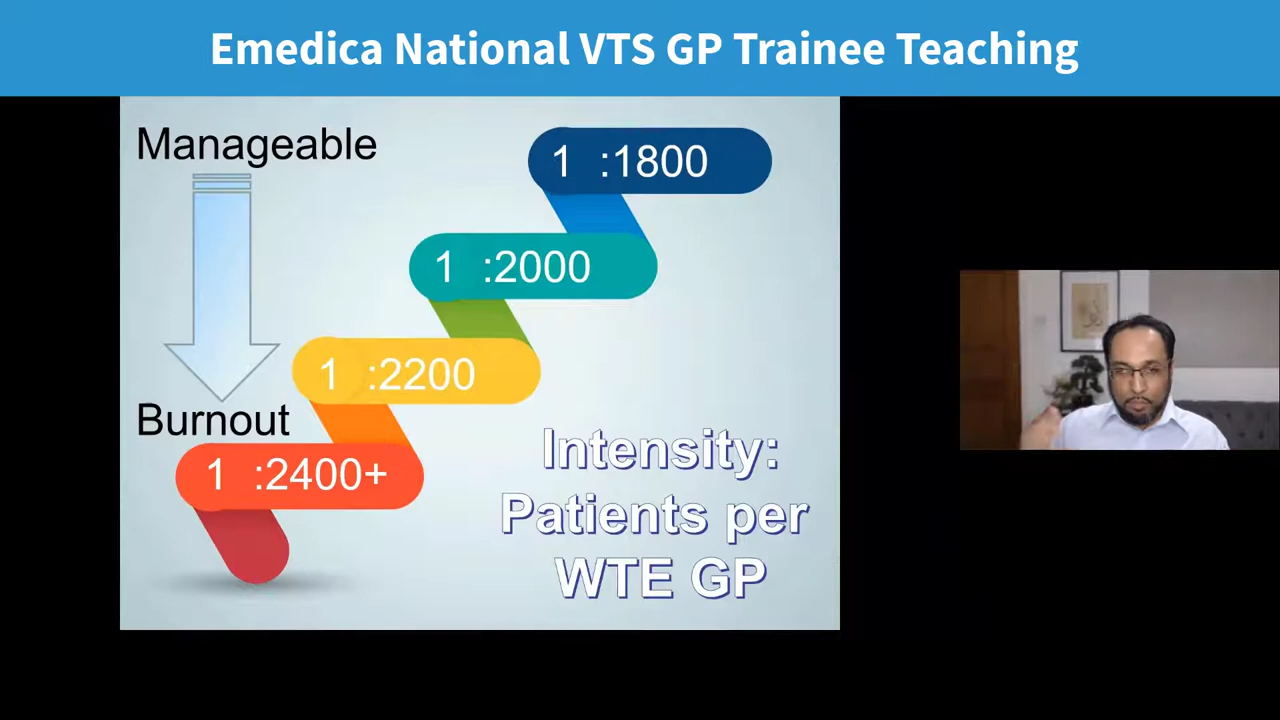 Emedica National VTS GP Trainee Teaching
Manageable
1 :1800
1 :2000
1 :2200
Burnout
1 :2400+
Intensity:
Patients per
WTE GP